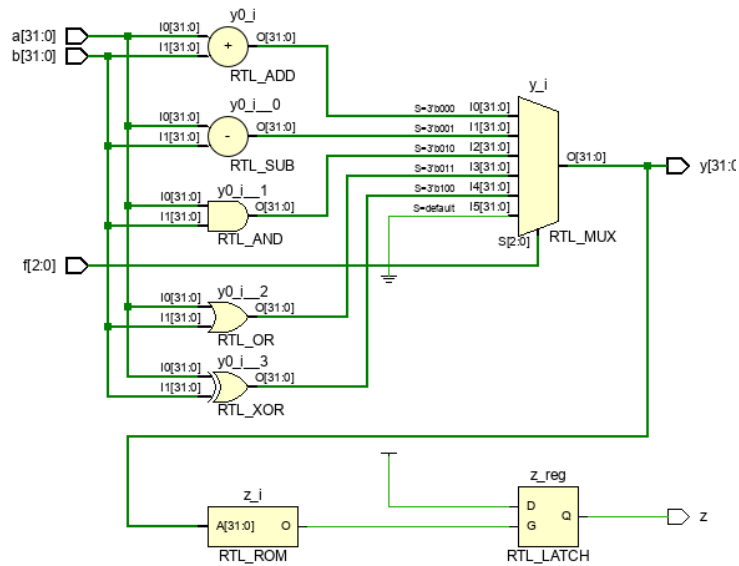 y0_i
a[31:0] I0[31:0] O[31:0]
b[31:0] I1[31:0] +
RTL_ADD
y_i
y0_i__0
S=3'b000 I0[31:0]
I0[31:0] O[31:0] S=3'b001 I1[31:0]
I1[31:0] -
S=3'b010 I2[31:0] O[31:0] y[31:0
RTL_SUB
S=3'b011 I3[31:0]
y0_i__1
S=3'b100 I4[31:0]
I0[31:0] O[31:0] S=default I5[31:0]
I1[31:0]
RTL_AND S[2:0] RTL_MUX
f[2:0]
y0_i__2
I0[31:0] O[31:0]
I1[31:0]
RTL_OR
y0_i__3
I0[31:0] O[31:0]
I1[31:0]
RTL_XOR
z_reg
z_i
D
A[31:0] O G Q z
RTL_ROM RTL_LATCH